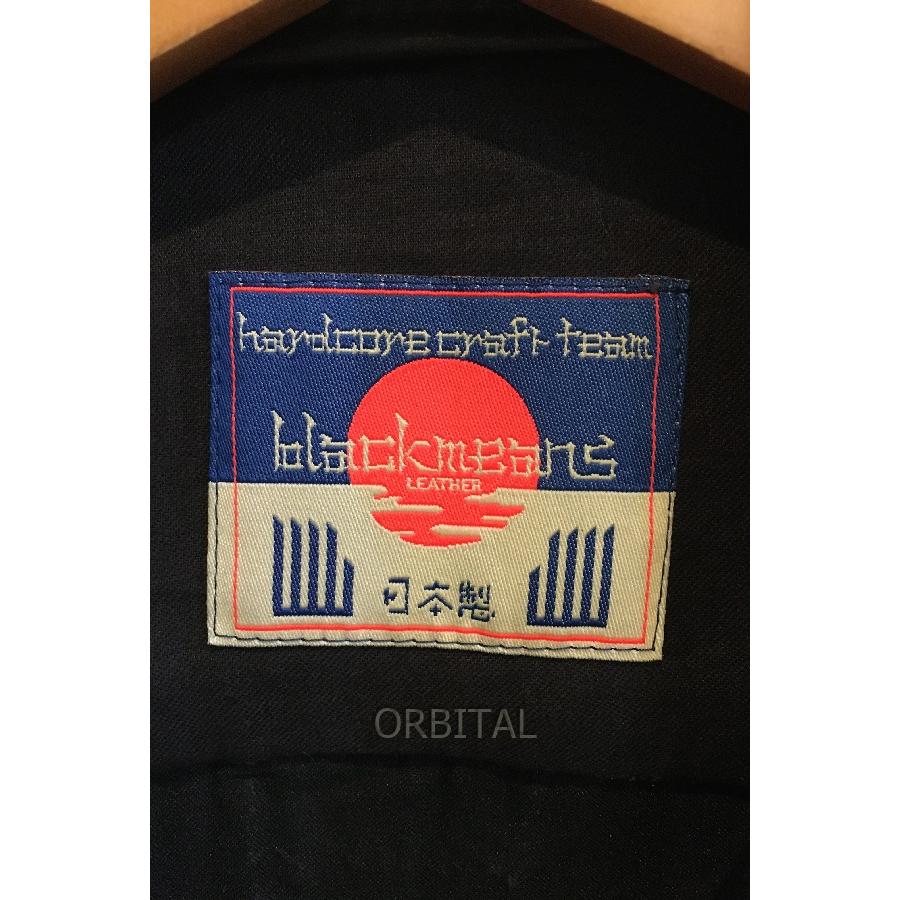 hardcore craft team
blackmeans
LEATHER
日本製
ORBITAL